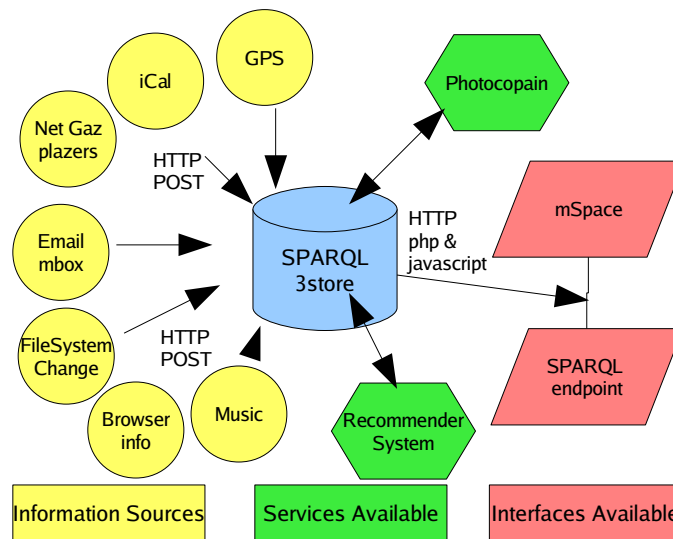 GPS
iCal
Photocopain
Net Gaz
plazers
HTTP
POST
mSpace
Email
mbox
HTTP
php &
javascript
SPARQL
3store
FileSystem
Change
HTTP
POST
SPARQL
endpoint
Music
Browser
info
Recommender
System
Information Sources
Services Available
Interfaces Available